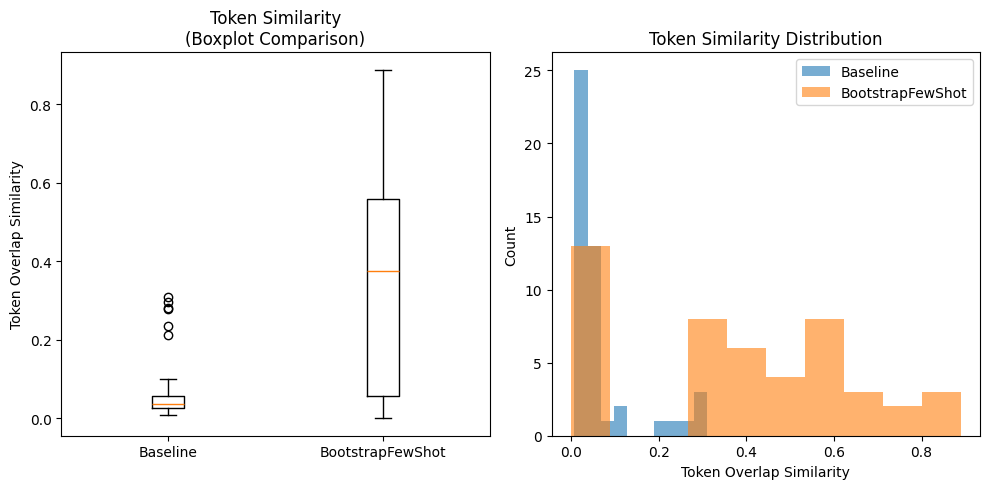 Token Similarity
(Boxplot Comparison)
Token Overlap Similarity
0.8
0.6
0.4
0.2
0.0
Baseline
BootstrapFewShot
Token Similarity Distribution
Baseline
BootstrapFewShot
Count
25
20
15
10
5
0
0.0
0.2
0.4
0.6
0.8
Token Overlap Similarity